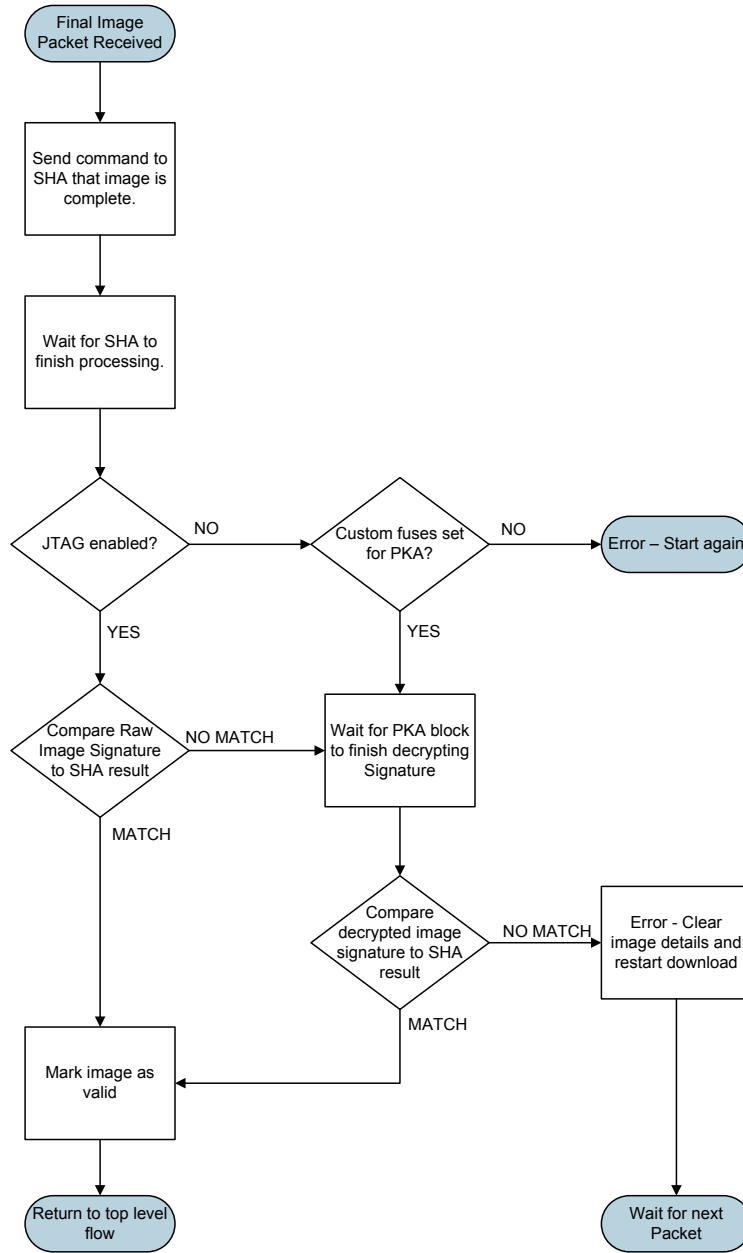 Final Image
Packet Received
Send command to
SHA that image is
complete.
Wait for SHA to
finish processing.
JTAG enabled?
NO
Custom fuses set
for PKA?
NO
Error – Start again
YES
YES
Compare Raw
Image Signature
to SHA result
NO MATCH
Wait for PKA block
to finish decrypting
Signature
MATCH
Compare
decrypted image
signature to SHA
result
NO MATCH
Error - Clear
image details and
restart download
MATCH
Mark image as
valid
Return to top level
flow
Wait for next
Packet